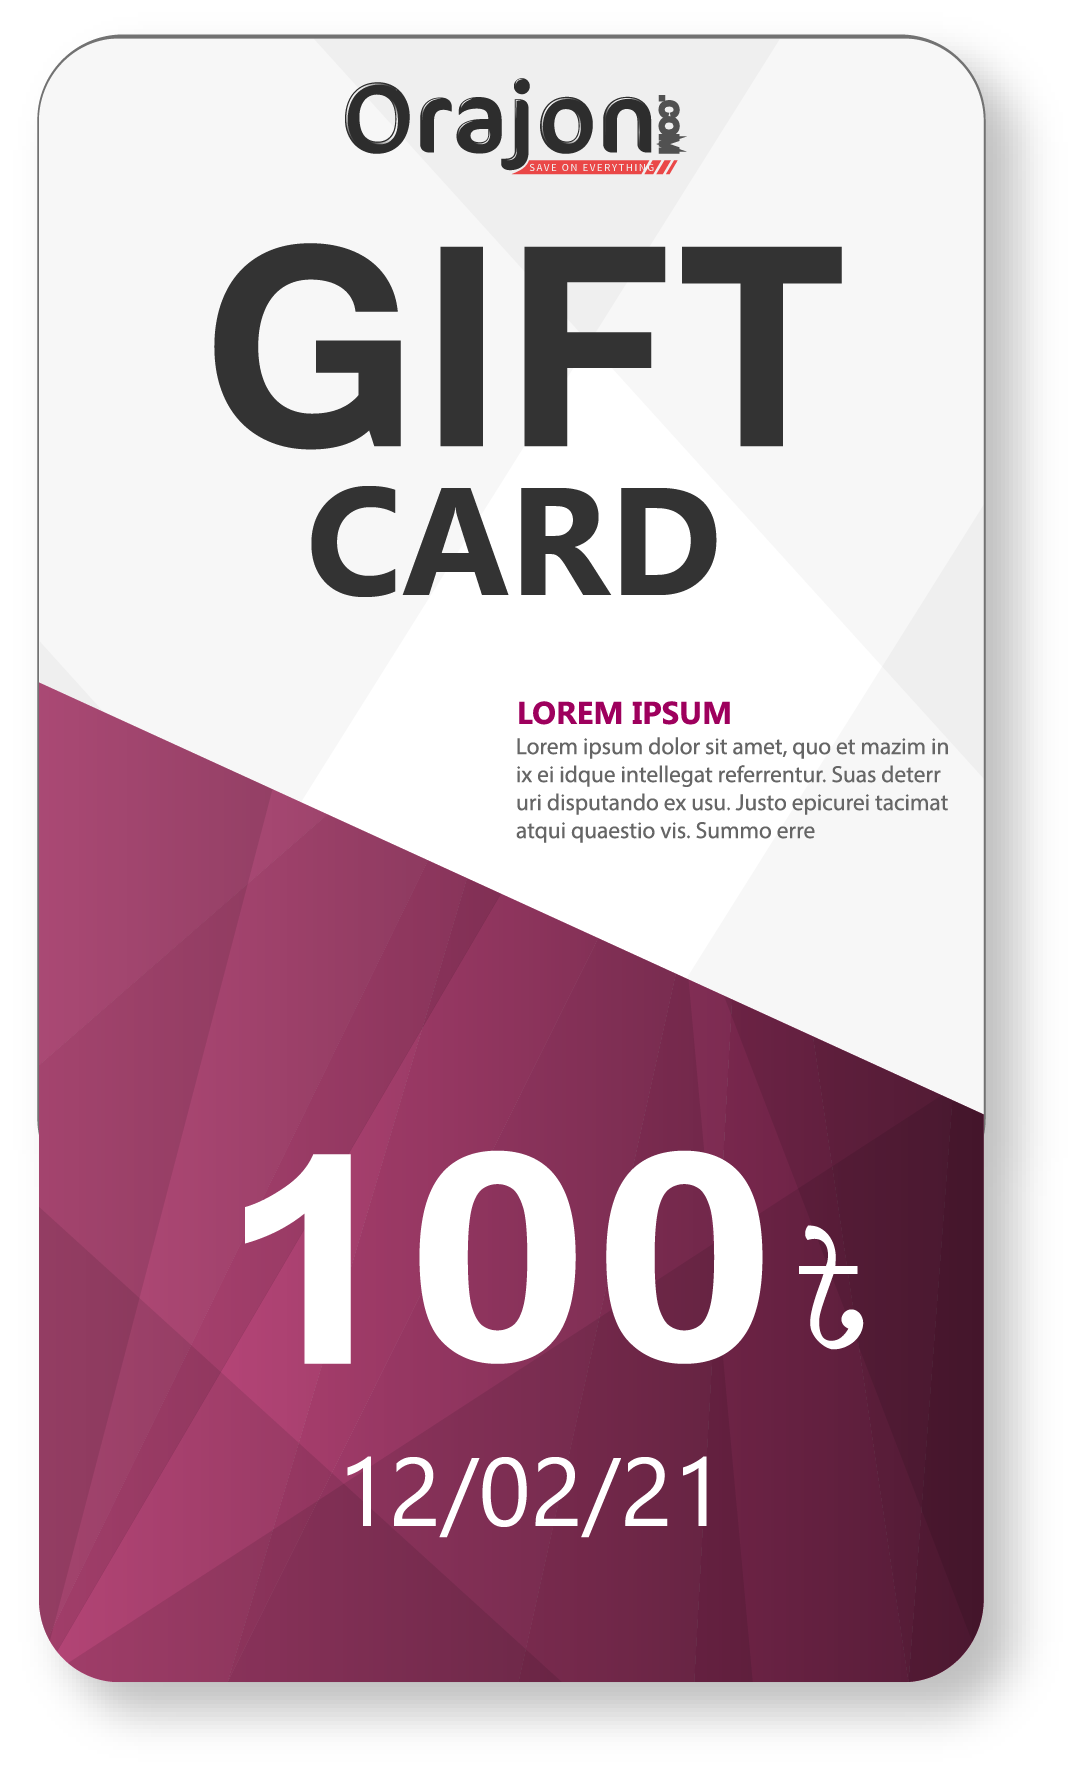 Orajon.com
SAVE ON EVERYTHING
GIFT
CARD
LOREM IPSUM
Lorem ipsum dolor sit amet, quo et mazim in
ix ei idque intellegat referrentur. Suas deterr
uri disputando ex usu. Justo epicurei tacimat
atqui quaestio vis. Summo erre
100৳
12/02/21